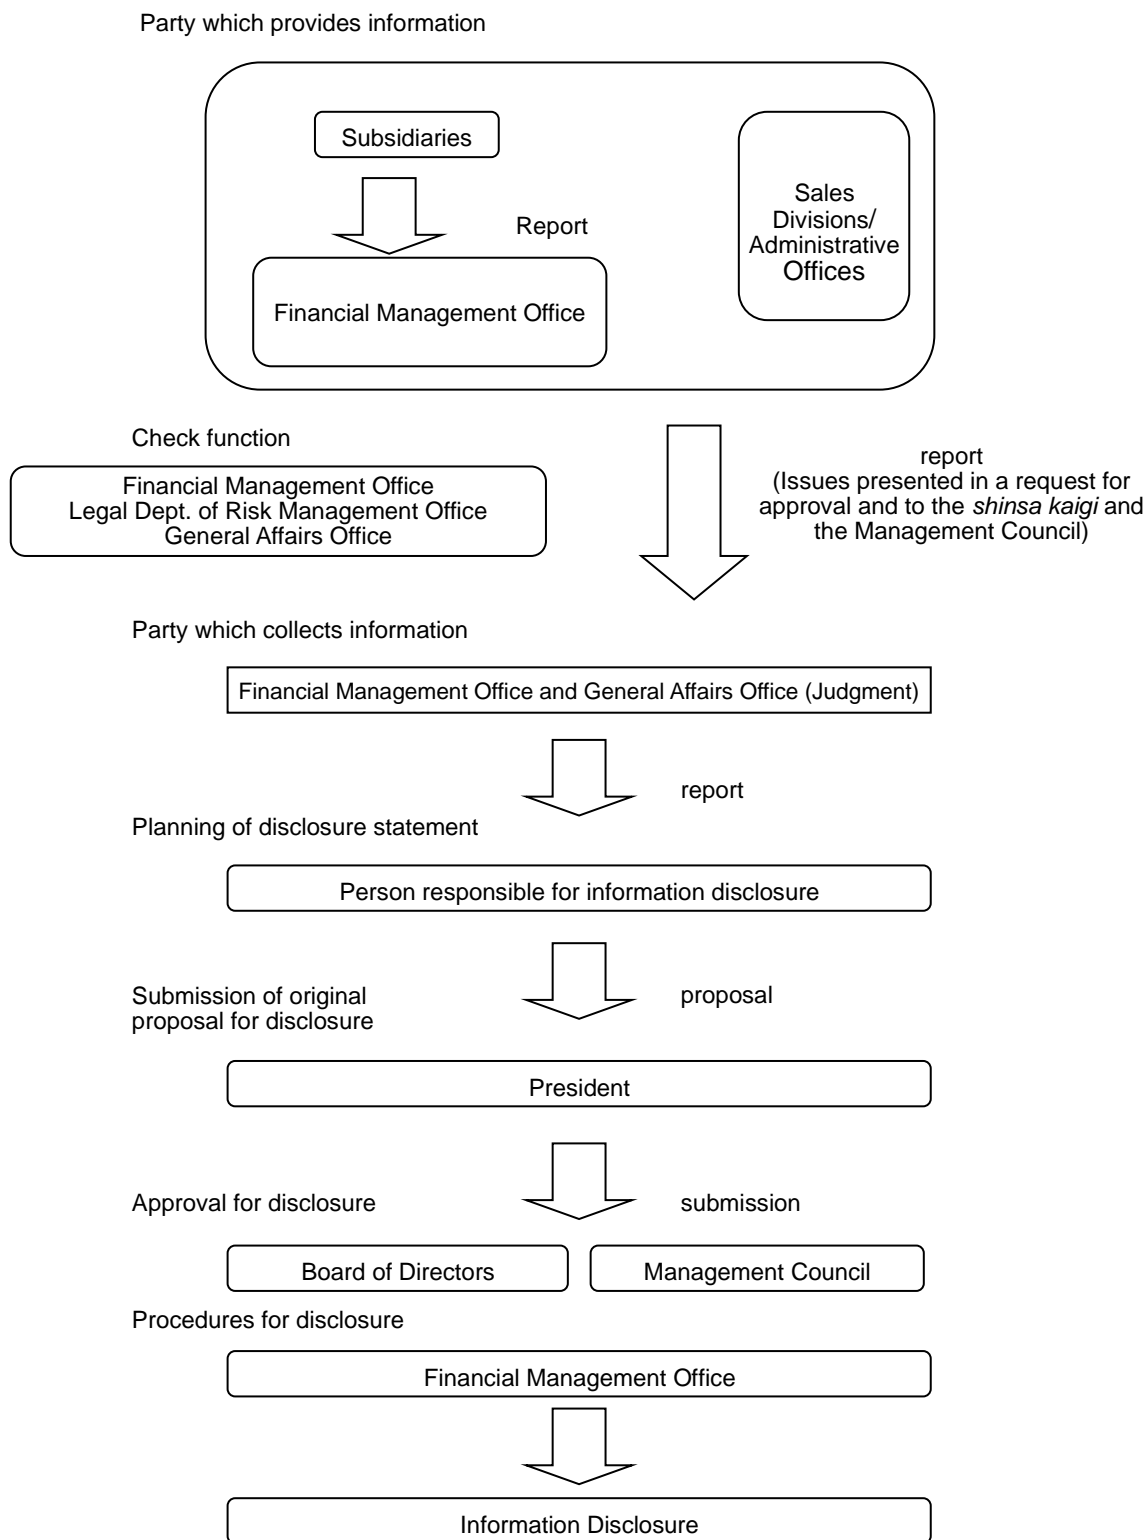 Party which provides information
Subsidiaries
Report
Financial Management Office
Sales
Divisions/
Administrative
Offices
Check function
Financial Management Office
Legal Dept. of Risk Management Office
General Affairs Office
report
(Issues presented in a request for
approval and to the shinsa kaigi and
the Management Council)
Party which collects information
Financial Management Office and General Affairs Office (Judgment)
report
Planning of disclosure statement
Person responsible for information disclosure
Submission of original
proposal for disclosure
proposal
President
Approval for disclosure
submission
Board of Directors
Management Council
Procedures for disclosure
Financial Management Office
Information Disclosure